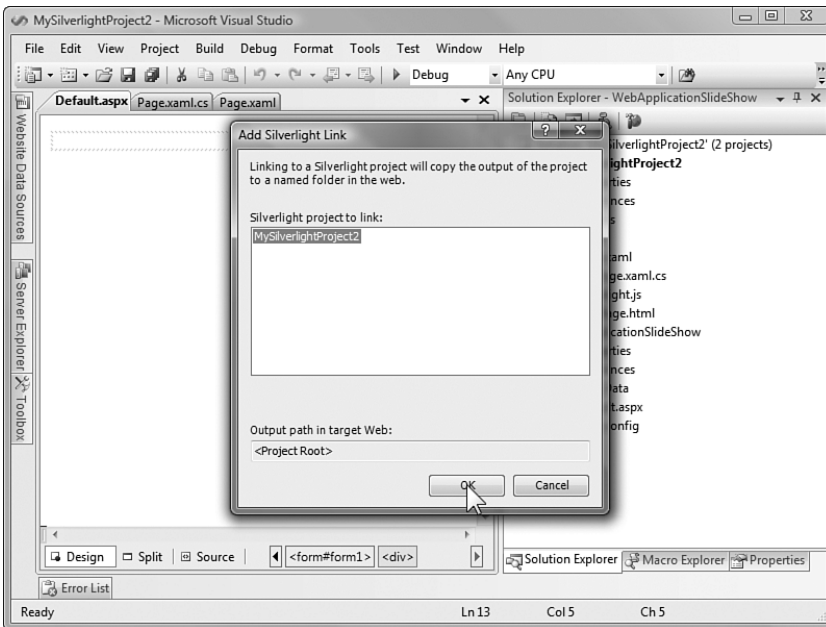 MySilverlightProject2 - Microsoft Visual Studio
File Edit View Project Build Debug Format Tools Test Window Help
Debug Any CPU
Default.aspx Page.xaml.cs Page.xaml
Solution Explorer - WebApplicationSlideShow
Website Data Sources
Server Explorer
Toolbox
Add Silverlight Link
Linking to a Silverlight project will copy the output of the project
to a named folder in the web.
Silverlight project to link:
MySilverlightProject2
Output path in target Web:
<Project Root>
OK Cancel
ilverlightProject2' (2 projects)
ightProject2
ties
nces
s
aml
ge.xaml.cs
ght.js
ge.html
cationSlideShow
ties
nces
ata
t.aspx
onfig
Design Split Source <form#form1> <div>
Solution Explorer Macro Explorer Properties
Error List
Ready Ln 13 Col 5 Ch 5